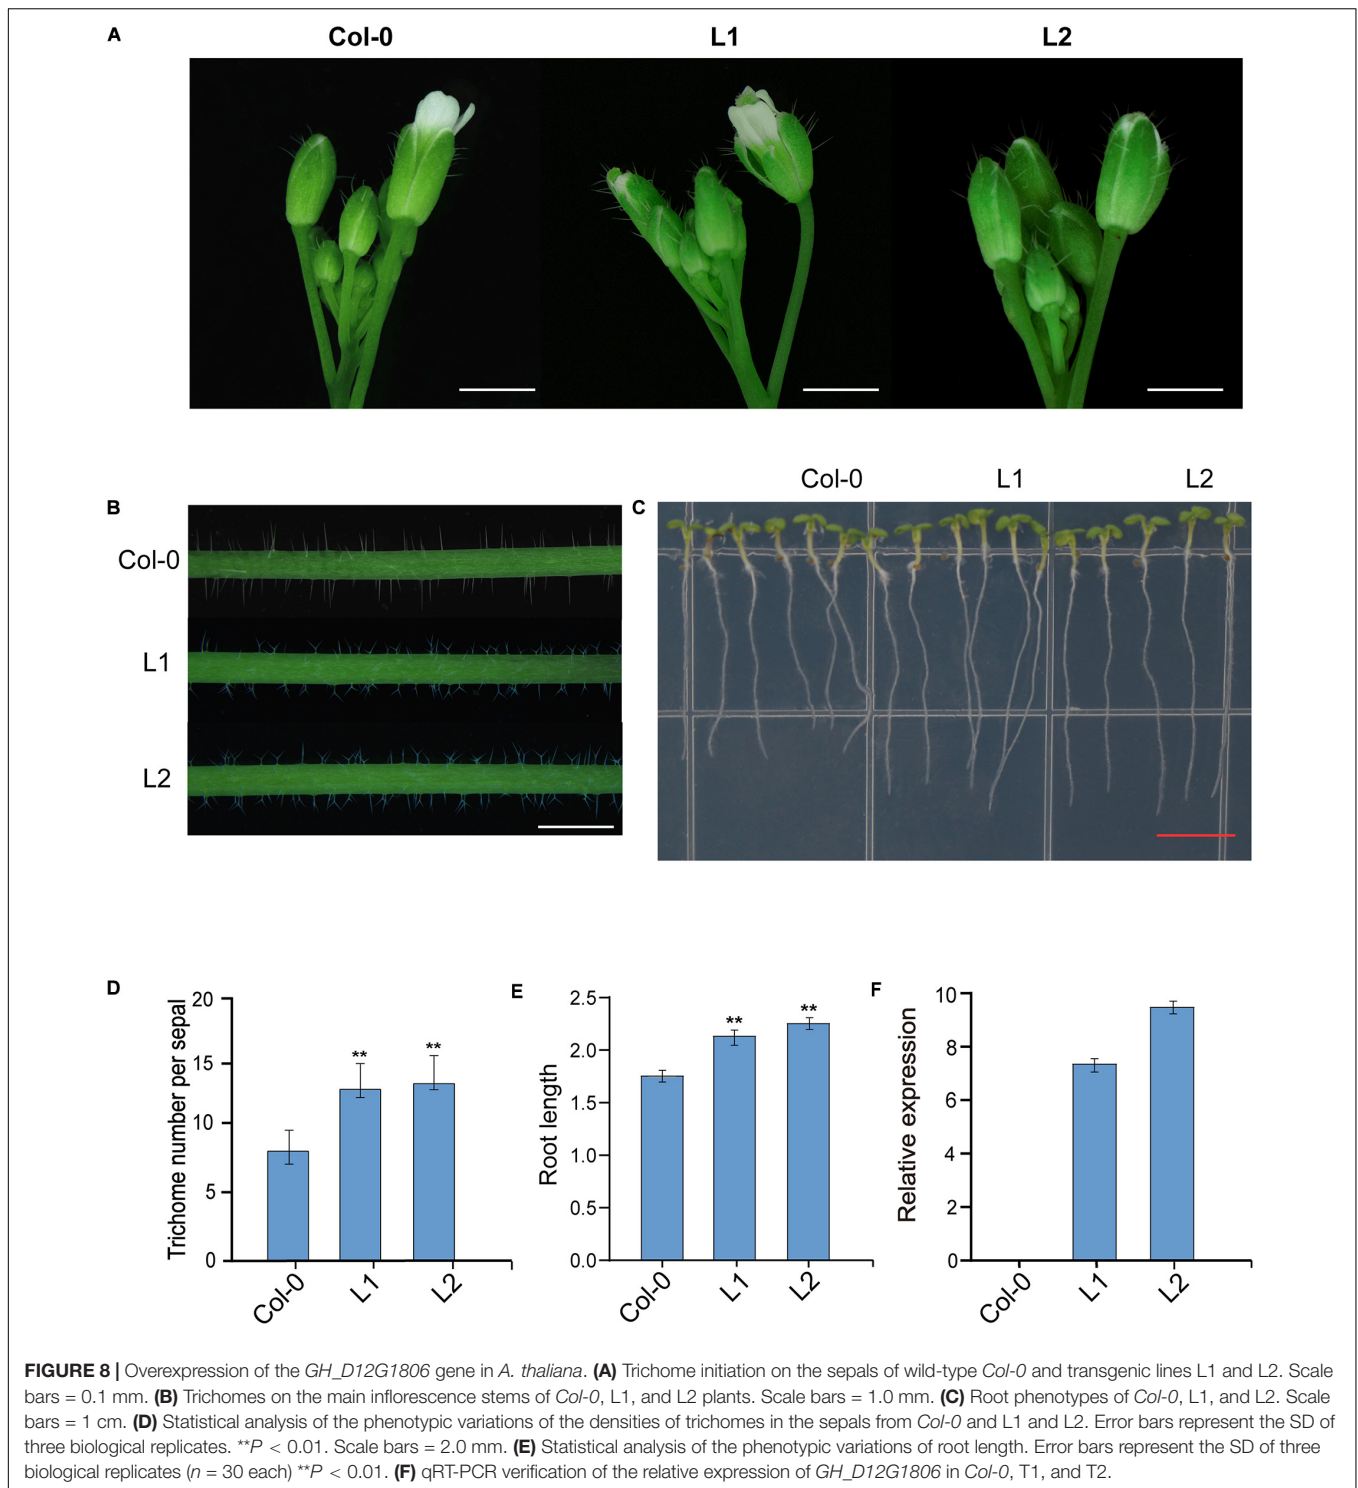 A
Col-0 L1 L2
B
Col-0
L1
L2
C
Col-0 L1 L2
D
Trichome number per sepal
20
15
10
5
0
**
**
Col-0 L1 L2
E
Root length
2.5
2.0
1.5
1.0
0.5
0.0
**
**
Col-0 L1 L2
F
Relative expression
10
8
6
4
2
0
Col-0 L1 L2
FIGURE 8 | Overexpression of the GH_D12G1806 gene in A. thaliana. (A) Trichome initiation on the sepals of wild-type Col-0 and transgenic lines L1 and L2. Scale
bars = 0.1 mm. (B) Trichomes on the main inflorescence stems of Col-0, L1, and L2 plants. Scale bars = 1.0 mm. (C) Root phenotypes of Col-0, L1, and L2. Scale
bars = 1 cm. (D) Statistical analysis of the phenotypic variations of the densities of trichomes in the sepals from Col-0 and L1 and L2. Error bars represent the SD of
three biological replicates. **P < 0.01. Scale bars = 2.0 mm. (E) Statistical analysis of the phenotypic variations of root length. Error bars represent the SD of three
biological replicates (n = 30 each) **P < 0.01. (F) qRT-PCR verification of the relative expression of GH_D12G1806 in Col-0, T1, and T2.